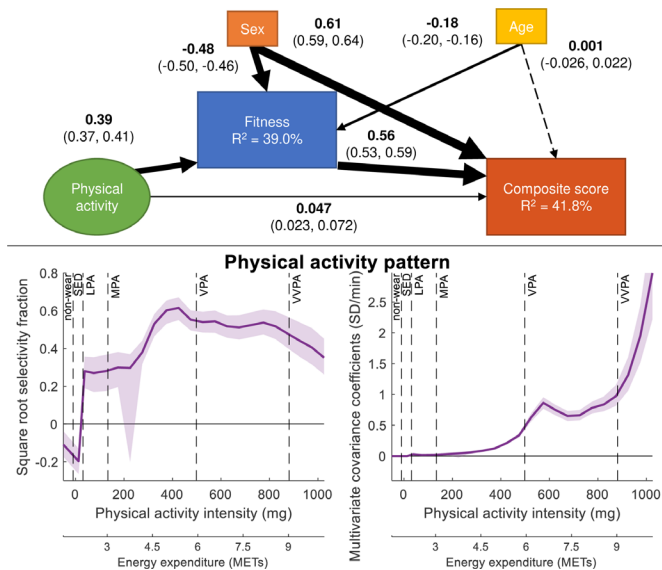 Sex
0.61
(0.59, 0.64)
-0.18
(-0.20, -0.16)
Age
-0.48
(-0.50, -0.46)
0.001
(-0.026, 0.022)
0.39
(0.37, 0.41)
Fitness
R² = 39.0%
0.56
(0.53, 0.59)
Physical
activity
0.047
(0.023, 0.072)
Composite score
R² = 41.8%
Physical activity pattern
Square root selectivity fraction
0.8
0.6
0.4
0.2
0
-0.2
non-wear
SED
LPA
MPA
VPA
VVPA
0 200 400 600 800 1000
Physical activity intensity (mg)
3 4.5 6 7.5 9
Energy expenditure (METs)
Multivariate covariance coefficients (SD/min)
2.5
2
1.5
1
0.5
0
non-wear
SED
LPA
MPA
VPA
VVPA
0 200 400 600 800 1000
Physical activity intensity (mg)
3 4.5 6 7.5 9
Energy expenditure (METs)